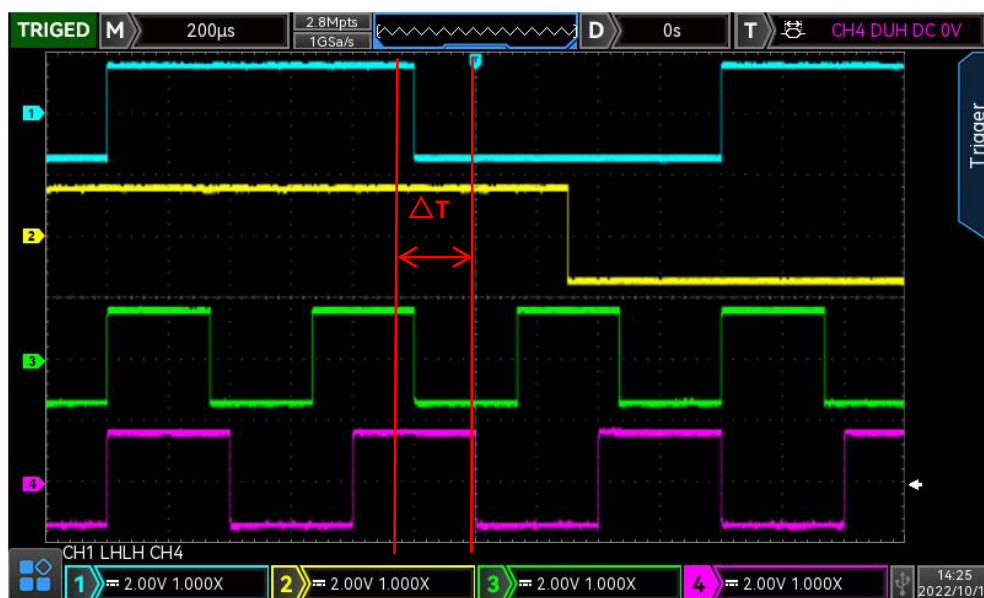 TRIGED M 200μs 2.8Mpts D 0s T CH4 DUH DC 0V
1GSa/s
Trigger
1
2
△T
3
4
CH1 LHLH CH4
1 2.00V 1.000X 2 2.00V 1.000X 3 2.00V 1.000X 4 2.00V 1.000X 14:25
2022/10/1